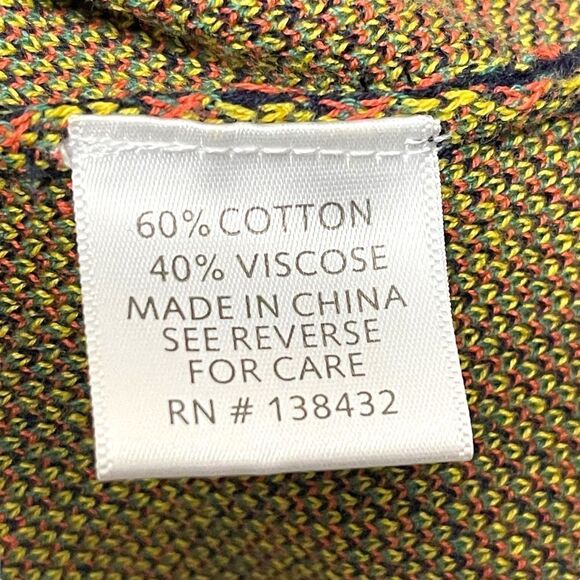 60% COTTON
40% VISCOSE
MADE IN CHINA
SEE REVERSE
FOR CARE
RN # 138432